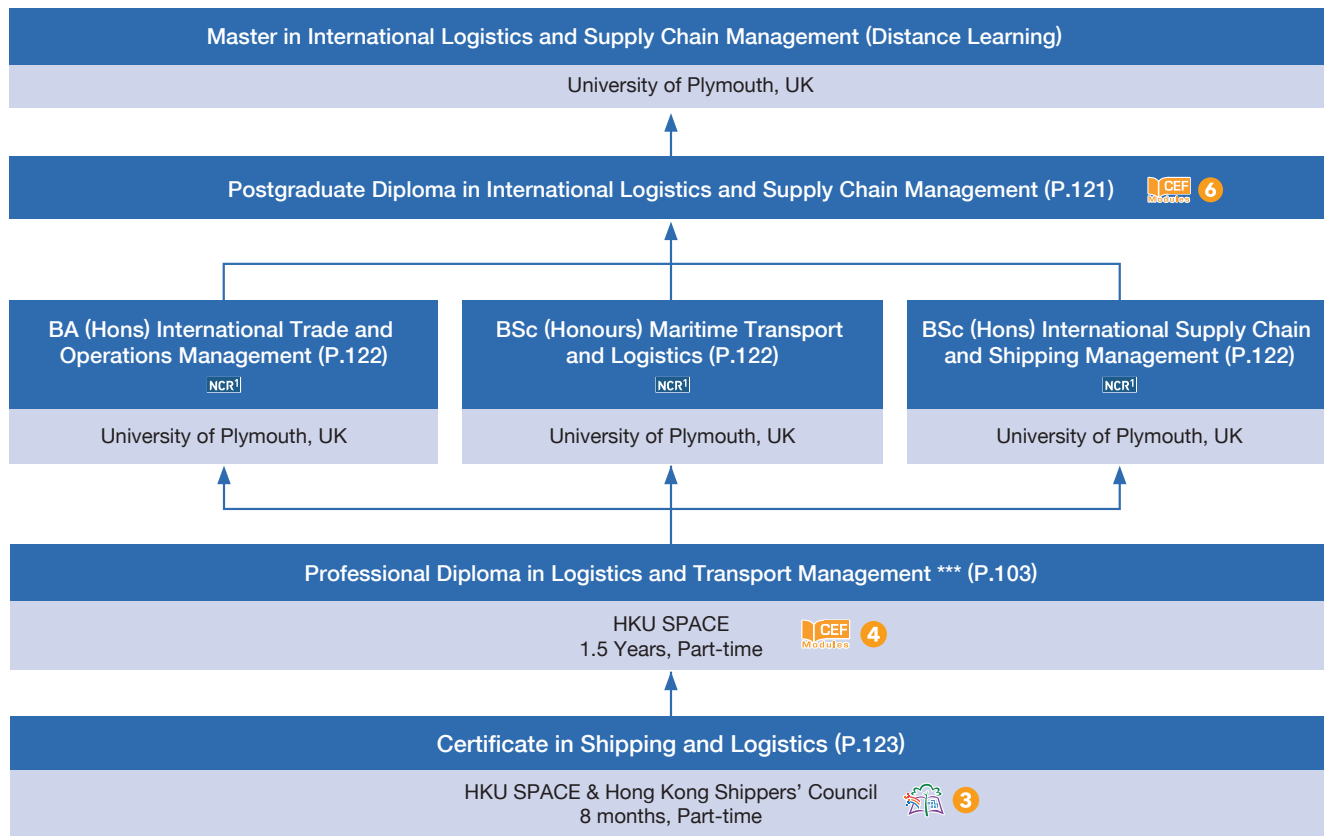 Master in International Logistics and Supply Chain Management (Distance Learning)
University of Plymouth, UK
Postgraduate Diploma in International Logistics and Supply Chain Management (P.121)
CEF
Modules
6
BA (Hons) International Trade and
Operations Management (P.122)
NCR1
University of Plymouth, UK
BSc (Honours) Maritime Transport
and Logistics (P.122)
NCR1
University of Plymouth, UK
BSc (Hons) International Supply Chain
and Shipping Management (P.122)
NCR1
University of Plymouth, UK
Professional Diploma in Logistics and Transport Management *** (P.103)
HKU SPACE
1.5 Years, Part-time
CEF
Modules
4
Certificate in Shipping and Logistics (P.123)
HKU SPACE & Hong Kong Shippers’ Council
8 months, Part-time
3